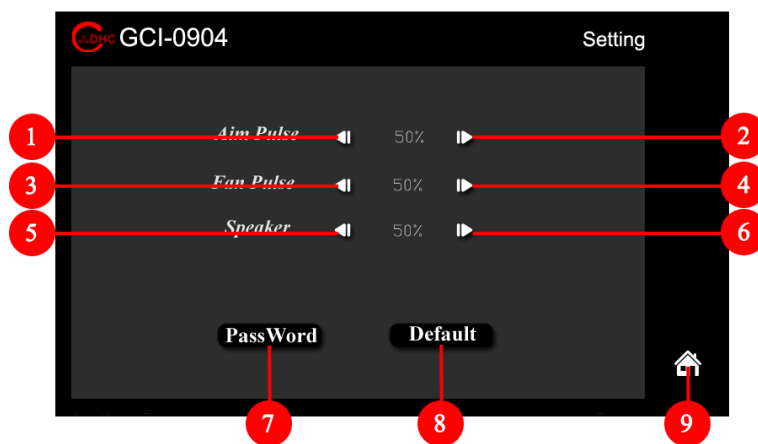 ADHC GCI-0904 Setting
1 Aim Pulse 50% 2
3 Fan Pulse 50% 4
5 Speaker 50% 6
PassWord Default
7 8 9